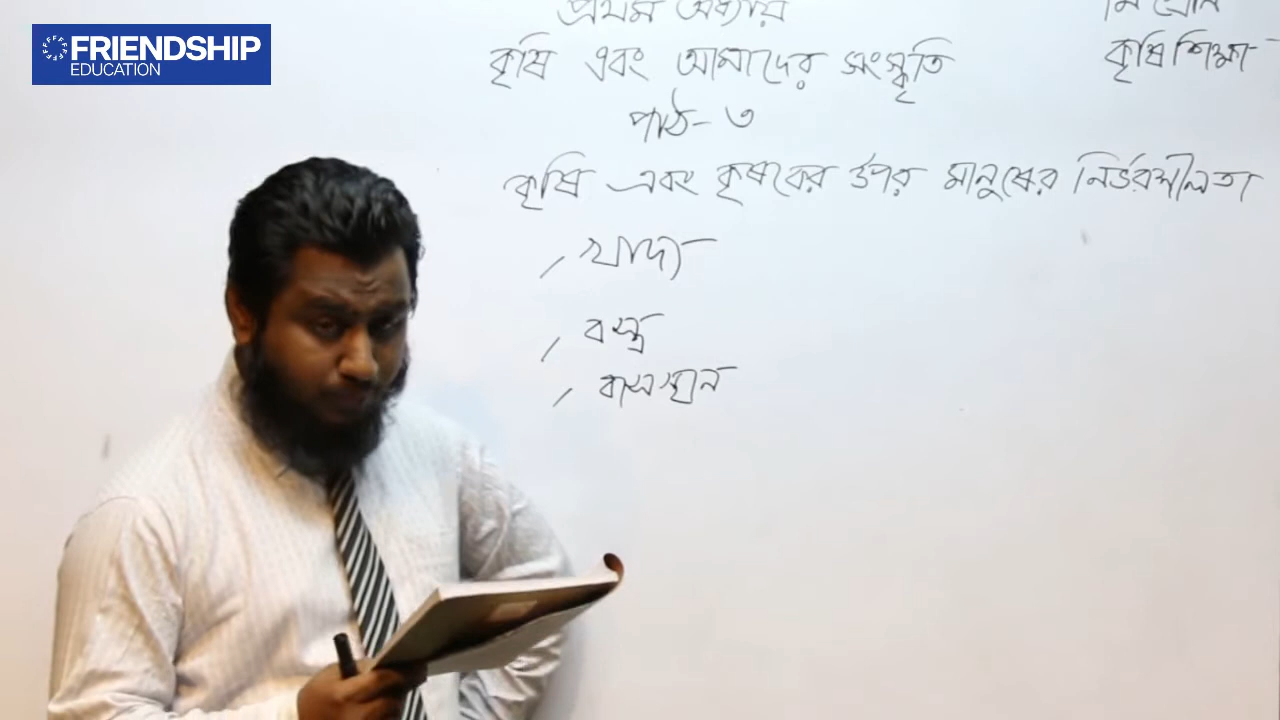 FRIENDSHIP
EDUCATION
প্রথম অধ্যায়
কৃষি এবং আমাদের সংস্কৃতি
কৃষি শিক্ষা
পাঠ- ৩
কৃষি এবং কৃষকের উপর মানুষের নির্ভরশীলতা
খাদ্য
বস্ত্র
বাসস্থান